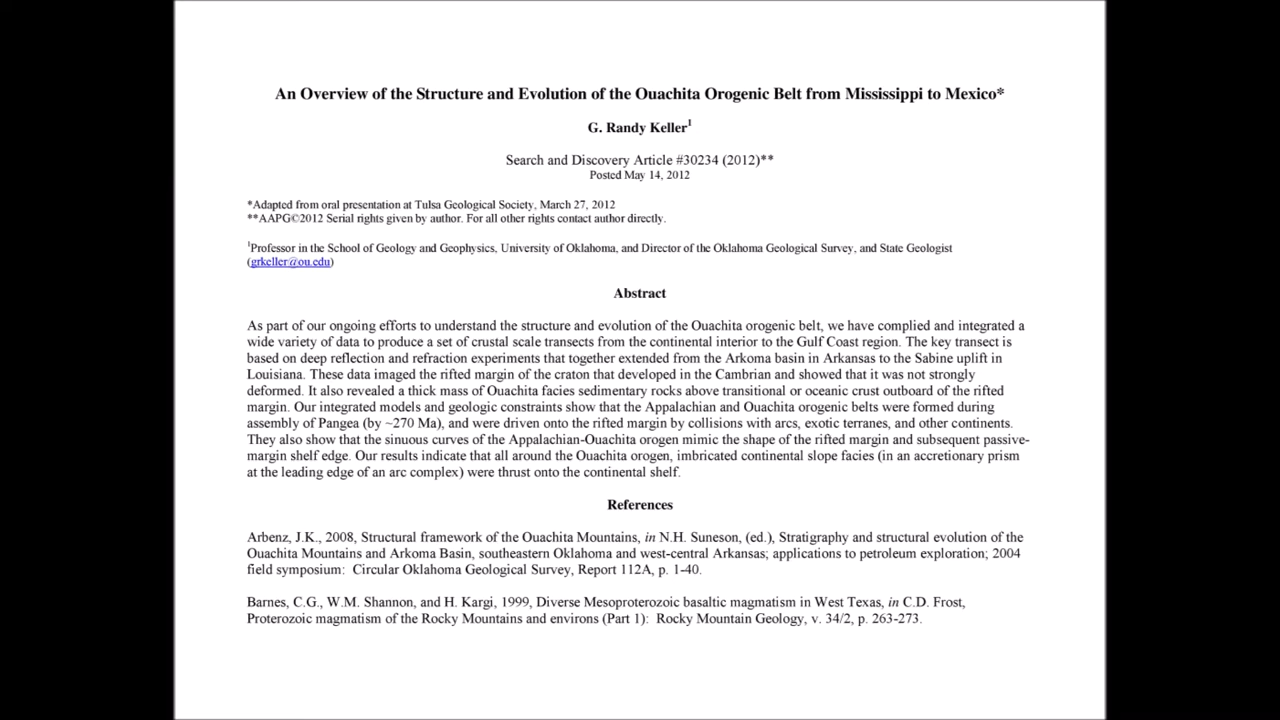 An Overview of the Structure and Evolution of the Ouachita Orogenic Belt from Mississippi to Mexico*
G. Randy Keller1
Search and Discovery Article #30234 (2012)**
Posted May 14, 2012
*Adapted from oral presentation at Tulsa Geological Society, March 27, 2012
**AAPG©2012 Serial rights given by author. For all other rights contact author directly.
1Professor in the School of Geology and Geophysics, University of Oklahoma, and Director of the Oklahoma Geological Survey, and State Geologist
(grkeller@ou.edu)
Abstract
As part of our ongoing efforts to understand the structure and evolution of the Ouachita orogenic belt, we have complied and integrated a
wide variety of data to produce a set of crustal scale transects from the continental interior to the Gulf Coast region. The key transect is
based on deep reflection and refraction experiments that together extended from the Arkoma basin in Arkansas to the Sabine uplift in
Louisiana. These data imaged the rifted margin of the craton that developed in the Cambrian and showed that it was not strongly
deformed. It also revealed a thick mass of Ouachita facies sedimentary rocks above transitional or oceanic crust outboard of the rifted
margin. Our integrated models and geologic constraints show that the Appalachian and Ouachita orogenic belts were formed during
assembly of Pangea (by ~270 Ma), and were driven onto the rifted margin by collisions with arcs, exotic terranes, and other continents.
They also show that the sinuous curves of the Appalachian-Ouachita orogen mimic the shape of the rifted margin and subsequent passive-
margin shelf edge. Our results indicate that all around the Ouachita orogen, imbricated continental slope facies (in an accretionary prism
at the leading edge of an arc complex) were thrust onto the continental shelf.
References
Arbenz, J.K., 2008, Structural framework of the Ouachita Mountains, in N.H. Suneson, (ed.), Stratigraphy and structural evolution of the
Ouachita Mountains and Arkoma Basin, southeastern Oklahoma and west-central Arkansas; applications to petroleum exploration; 2004
field symposium: Circular Oklahoma Geological Survey, Report 112A, p. 1-40.
Barnes, C.G., W.M. Shannon, and H. Kargi, 1999, Diverse Mesoproterozoic basaltic magmatism in West Texas, in C.D. Frost,
Proterozoic magmatism of the Rocky Mountains and environs (Part 1): Rocky Mountain Geology, v. 34/2, p. 263-273.